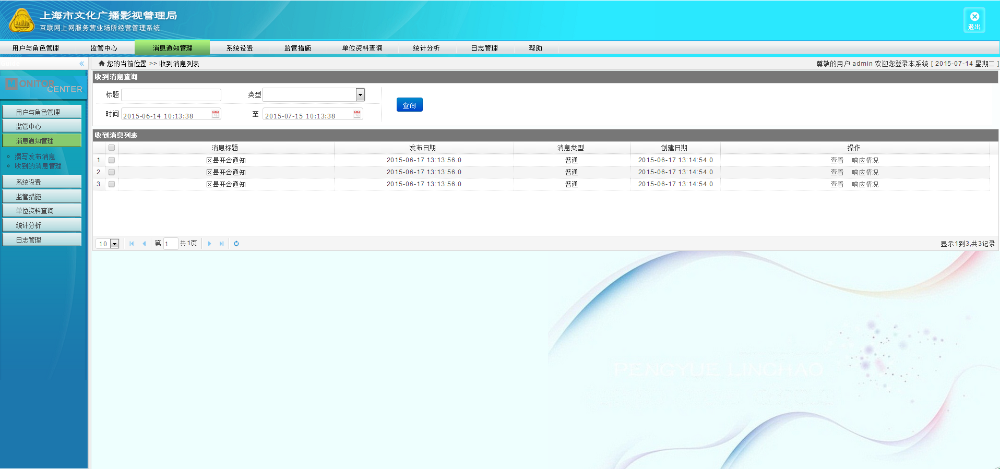 上海市文化广播影视管理局
互联网上网服务营业场所经营管理系统
退出
用户与角色管理 监管中心 消息通知管理 系统设置 监管措施 单位资料查询 统计分析 日志管理 帮助
您的当前位置 >> 收到消息列表
尊敬的用户 admin 欢迎您登录本系统 [ 2015-07-14 星期二 ]
MONITOR
CENTER
用户与角色管理
监管中心
消息通知管理
撰写发布消息
收到的消息管理
系统设置
监管措施
单位资料查询
统计分析
日志管理
收到消息查询
标题 类型
时间 2015-06-14 10:13:38 至 2015-07-15 10:13:38
查询
收到消息列表
消息标题 发布日期 消息类型 创建日期 操作
1 区县开会通知 2015-06-17 13:13:56.0 普通 2015-06-17 13:14:54.0 查看 响应情况
2 区县开会通知 2015-06-17 13:13:56.0 普通 2015-06-17 13:14:54.0 查看 响应情况
3 区县开会通知 2015-06-17 13:13:56.0 普通 2015-06-17 13:14:54.0 查看 响应情况
10 第 1 共1页
显示1到3,共3记录
PENGYUE LINCHAO